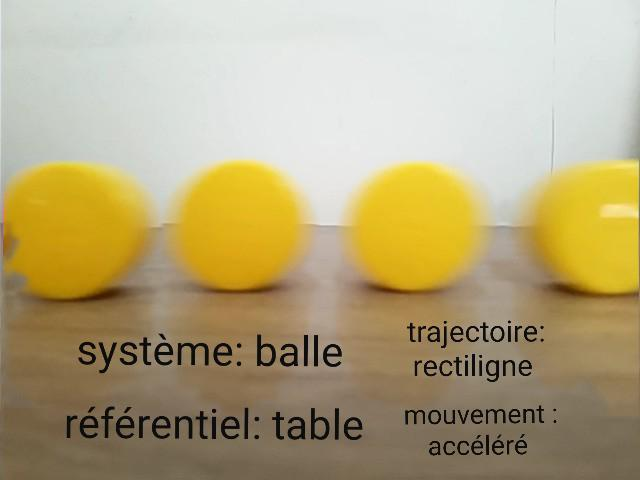 système: balle
référentiel: table
trajectoire:
rectiligne
mouvement :
accéléré